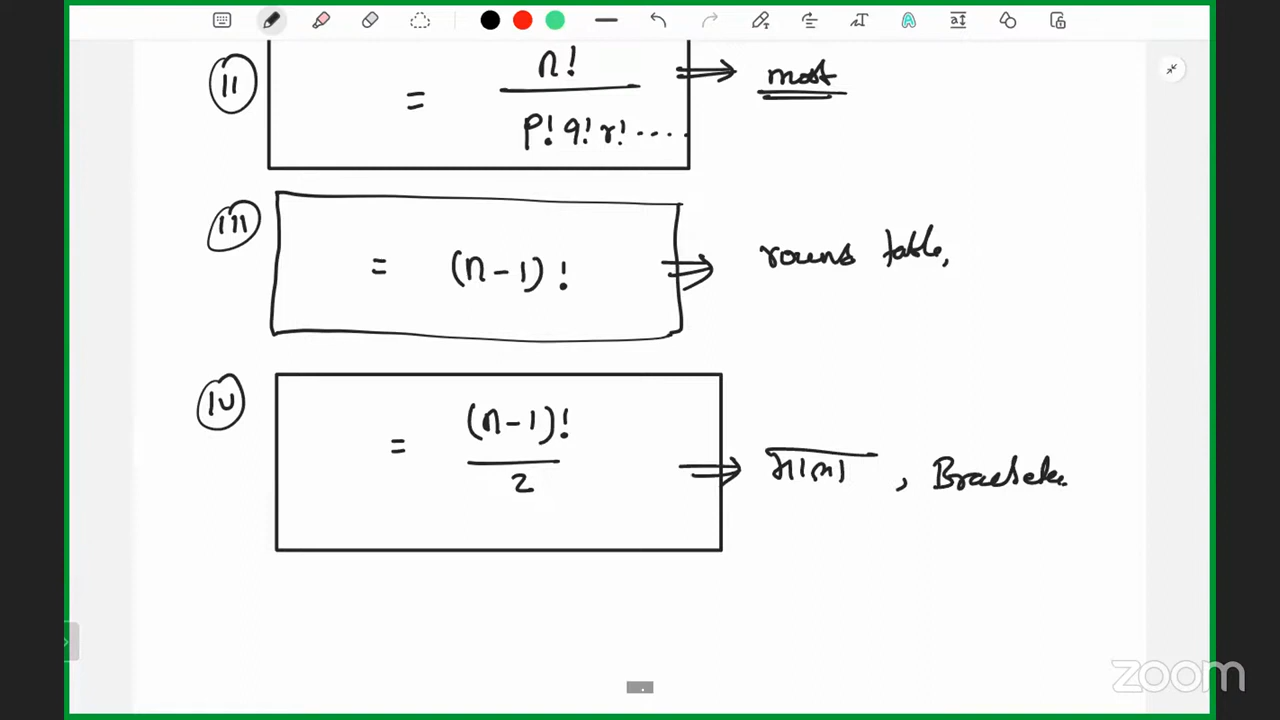 (ii) = n! / p! q! r! .... ⇒ most
(iii) = (n-1)! ⇒ round table,
(iv) = (n-1)! / 2 ⇒ , Bracelet
zoom